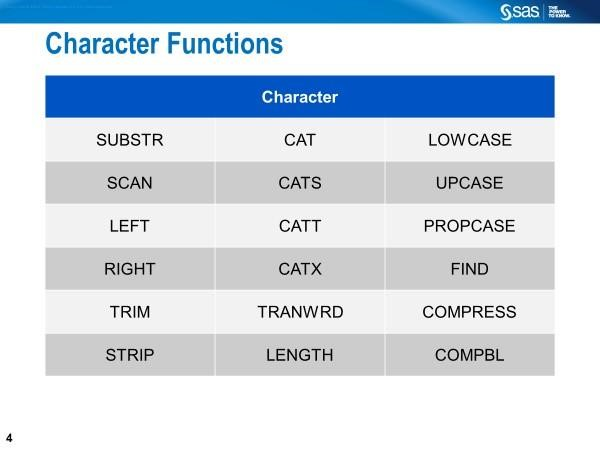 sas THE POWER TO KNOW.
Character Functions
Character
SUBSTR CAT LOWCASE
SCAN CATS UPCASE
LEFT CATT PROPCASE
RIGHT CATX FIND
TRIM TRANWRD COMPRESS
STRIP LENGTH COMPBL
4